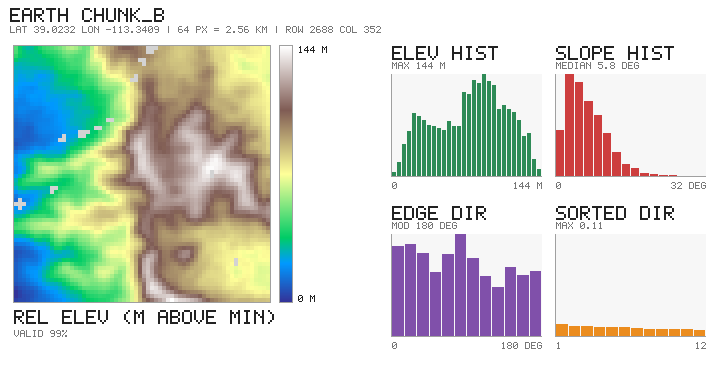 EARTH CHUNK_B
LAT 39.0232 LON -113.3409 | 64 PX = 2.56 KM | ROW 2688 COL 352
144 M
0 M
REL ELEV (M ABOVE MIN)
VALID 99%
ELEV HIST
MAX 144 M
0 144 M
SLOPE HIST
MEDIAN 5.8 DEG
0 32 DEG
EDGE DIR
MOD 180 DEG
0 180 DEG
SORTED DIR
MAX 0.11
1 12